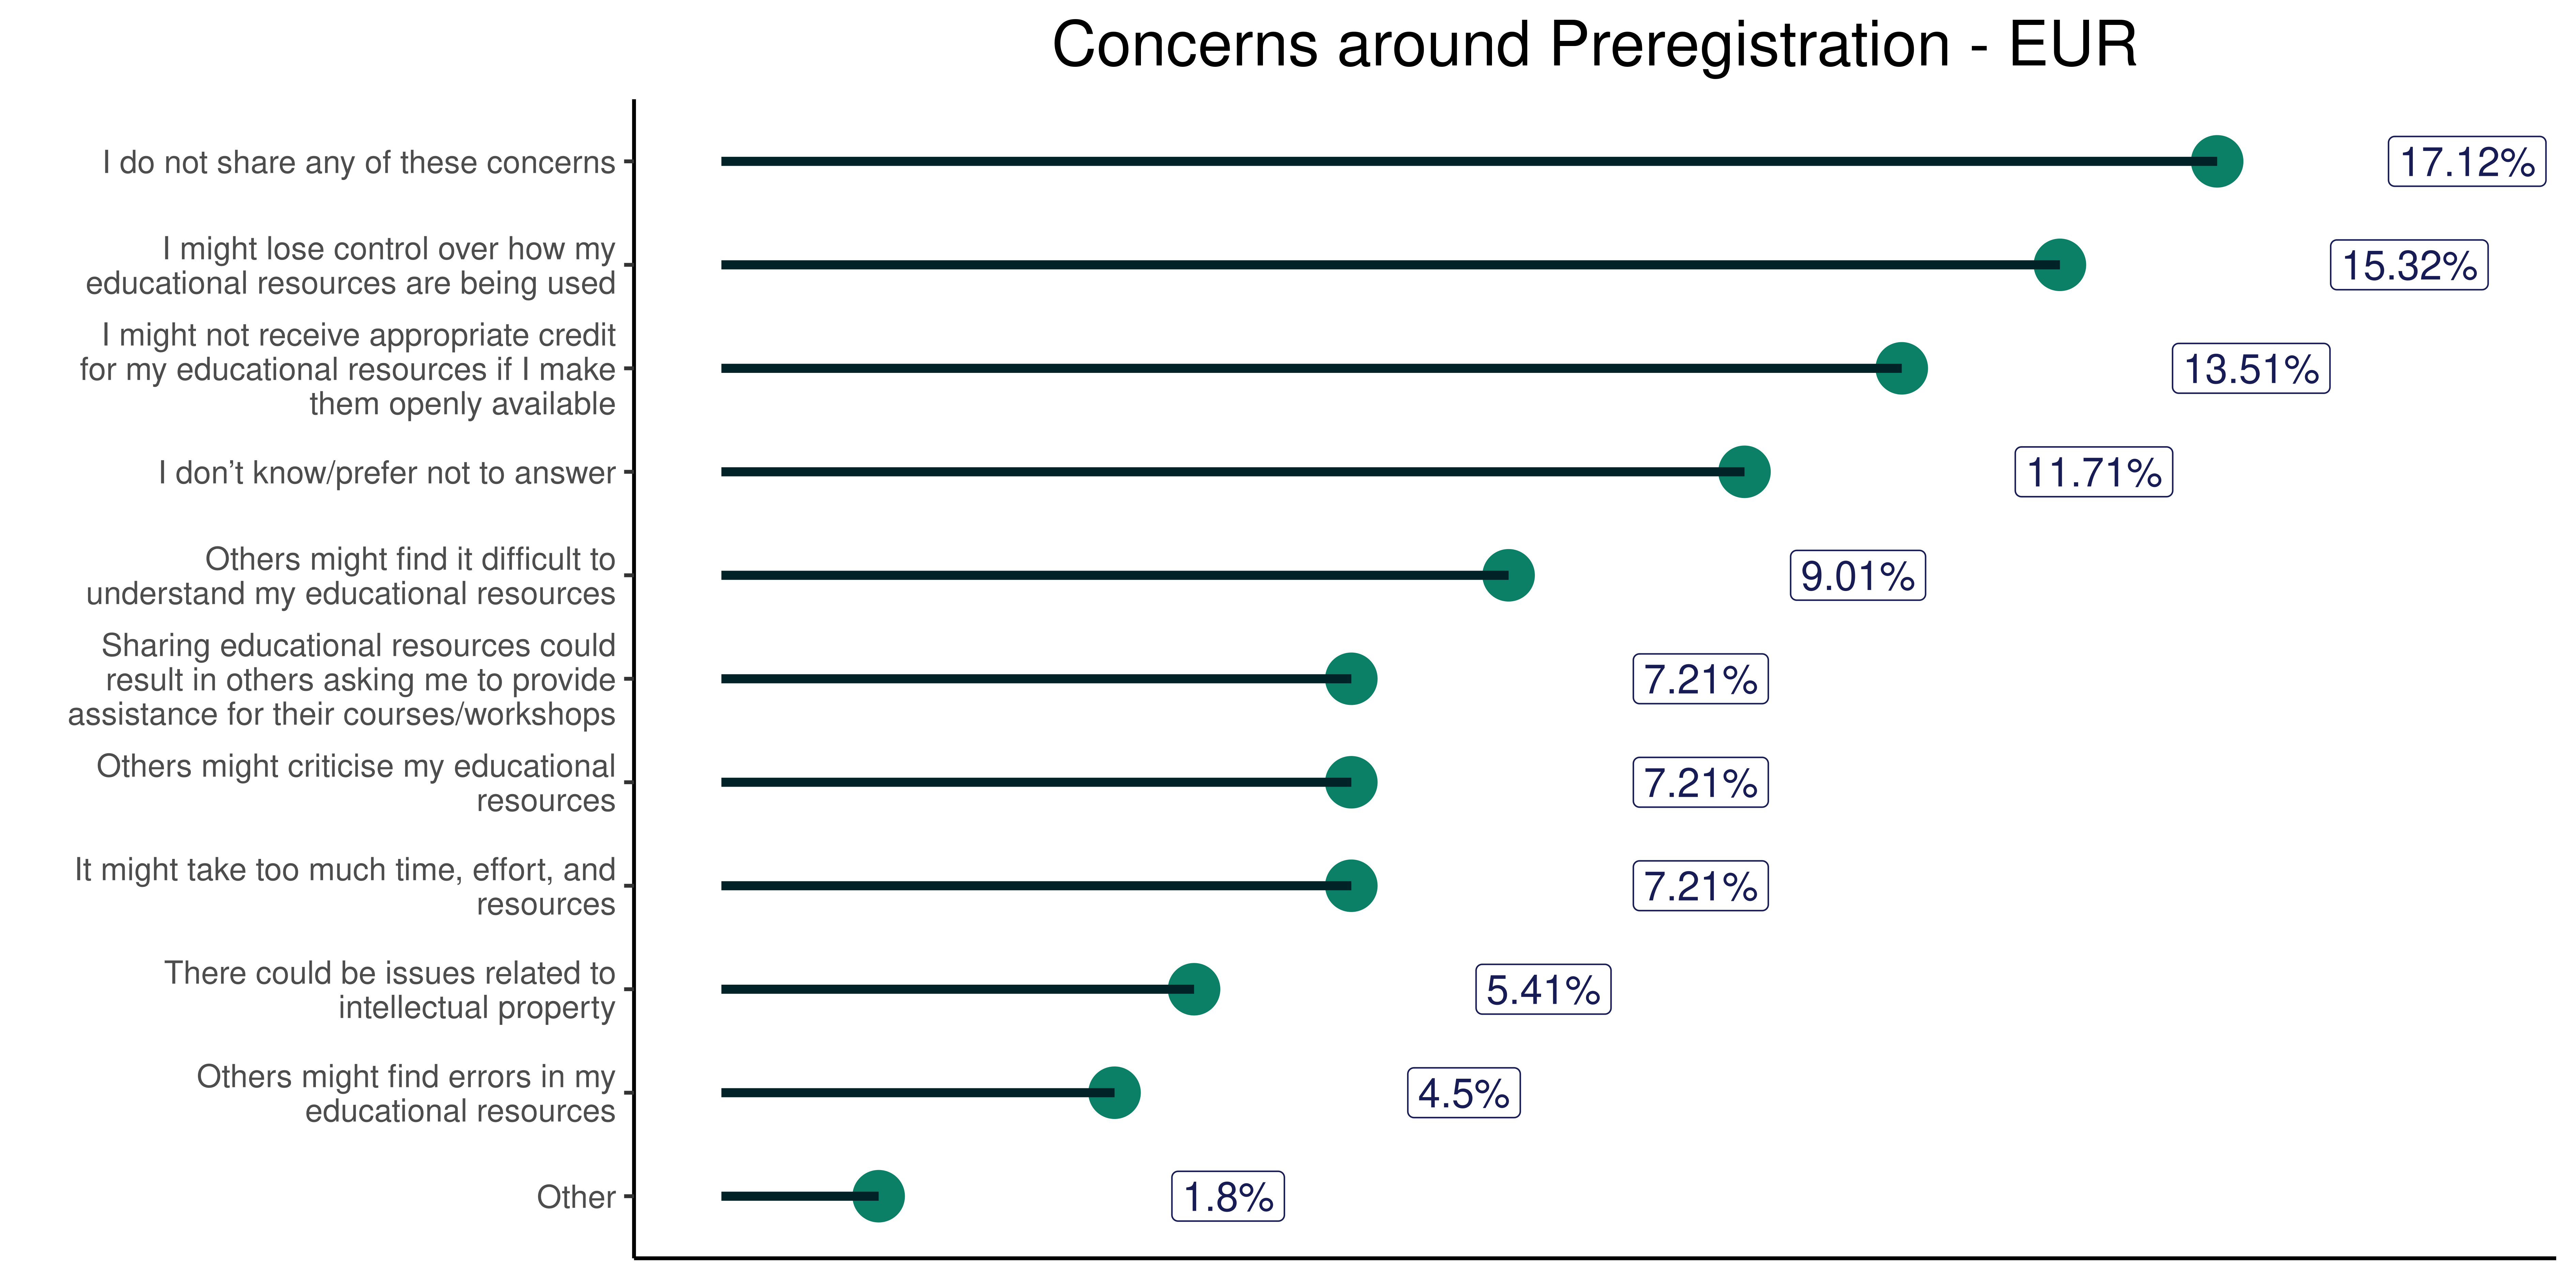 Concerns around Preregistration - EUR
I do not share any of these concerns
17.12%
I might lose control over how my
educational resources are being used
15.32%
I might not receive appropriate credit
for my educational resources if I make
them openly available
13.51%
I don’t know/prefer not to answer
11.71%
Others might find it difficult to
understand my educational resources
9.01%
Sharing educational resources could
result in others asking me to provide
assistance for their courses/workshops
7.21%
Others might criticise my educational
resources
7.21%
It might take too much time, effort, and
resources
7.21%
There could be issues related to
intellectual property
5.41%
Others might find errors in my
educational resources
4.5%
Other
1.8%